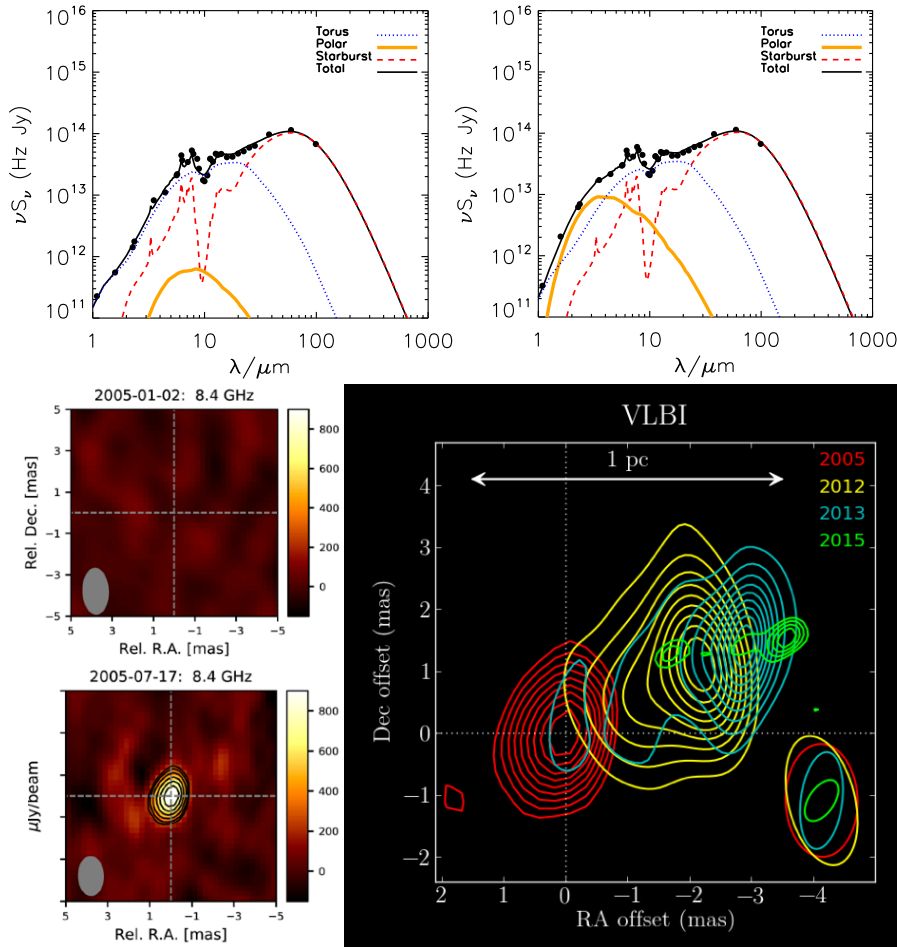 10^16
10^15
10^14
10^13
10^12
10^11
νS_ν (Hz Jy)
Torus
Polar
Starburst
Total
1 10 100 1000
λ/μm
10^16
10^15
10^14
10^13
10^12
10^11
νS_ν (Hz Jy)
Torus
Polar
Starburst
Total
1 10 100 1000
λ/μm
2005-01-02: 8.4 GHz
5
3
1
−1
−3
−5
Rel. Dec. [mas]
5 3 1 −1 −3 −5
Rel. R.A. [mas]
800
600
400
200
0
2005-07-17: 8.4 GHz
μJy/beam
5 3 1 −1 −3 −5
Rel. R.A. [mas]
800
600
400
200
0
VLBI
1 pc
2005
2012
2013
2015
4
3
2
1
0
−1
−2
Dec offset (mas)
2 1 0 −1 −2 −3 −4
RA offset (mas)